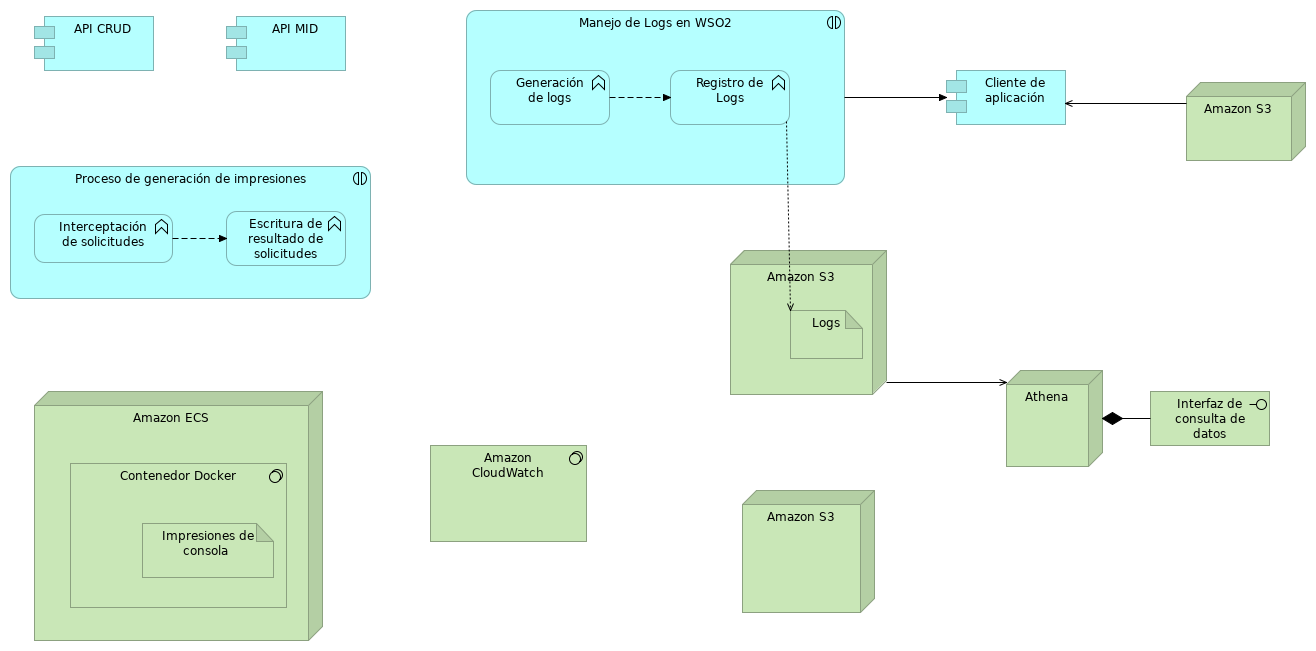 API CRUD
API MID
Manejo de Logs en WSO2
Generación
de logs
Registro de
Logs
Cliente de
aplicación
Amazon S3
Proceso de generación de impresiones
Interceptación
de solicitudes
Escritura de
resultado de
solicitudes
Amazon S3
Logs
Athena
Interfaz de
consulta de
datos
Amazon ECS
Contenedor Docker
Impresiones de
consola
Amazon
CloudWatch
Amazon S3